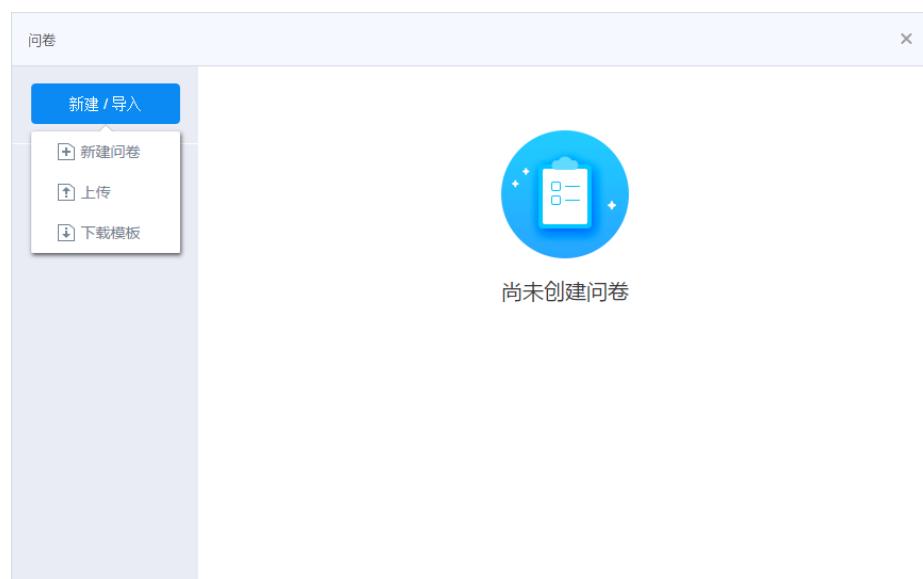 问卷
新建 / 导入
新建问卷
上传
下载模板
尚未创建问卷